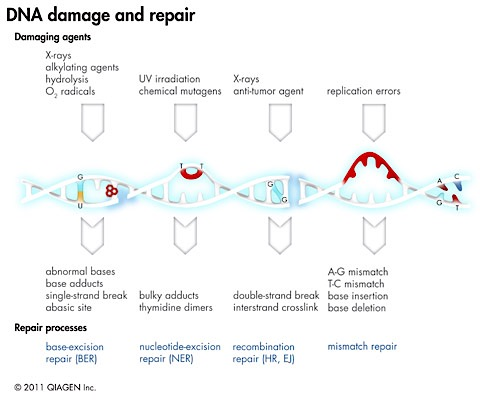 DNA damage and repair
Damaging agents
X-rays
alkylating agents
hydrolysis
O₂ radicals
UV irradiation
chemical mutagens
X-rays
anti-tumor agent
replication errors
G
U
T T
G
G
A C
G T
abnormal bases
base adducts
single-strand break
abasic site
bulky adducts
thymidine dimers
double-strand break
interstrand crosslink
A-G mismatch
T-C mismatch
base insertion
base deletion
Repair processes
base-excision
repair (BER)
nucleotide-excision
repair (NER)
recombination
repair (HR, EJ)
mismatch repair
© 2011 QIAGEN Inc.